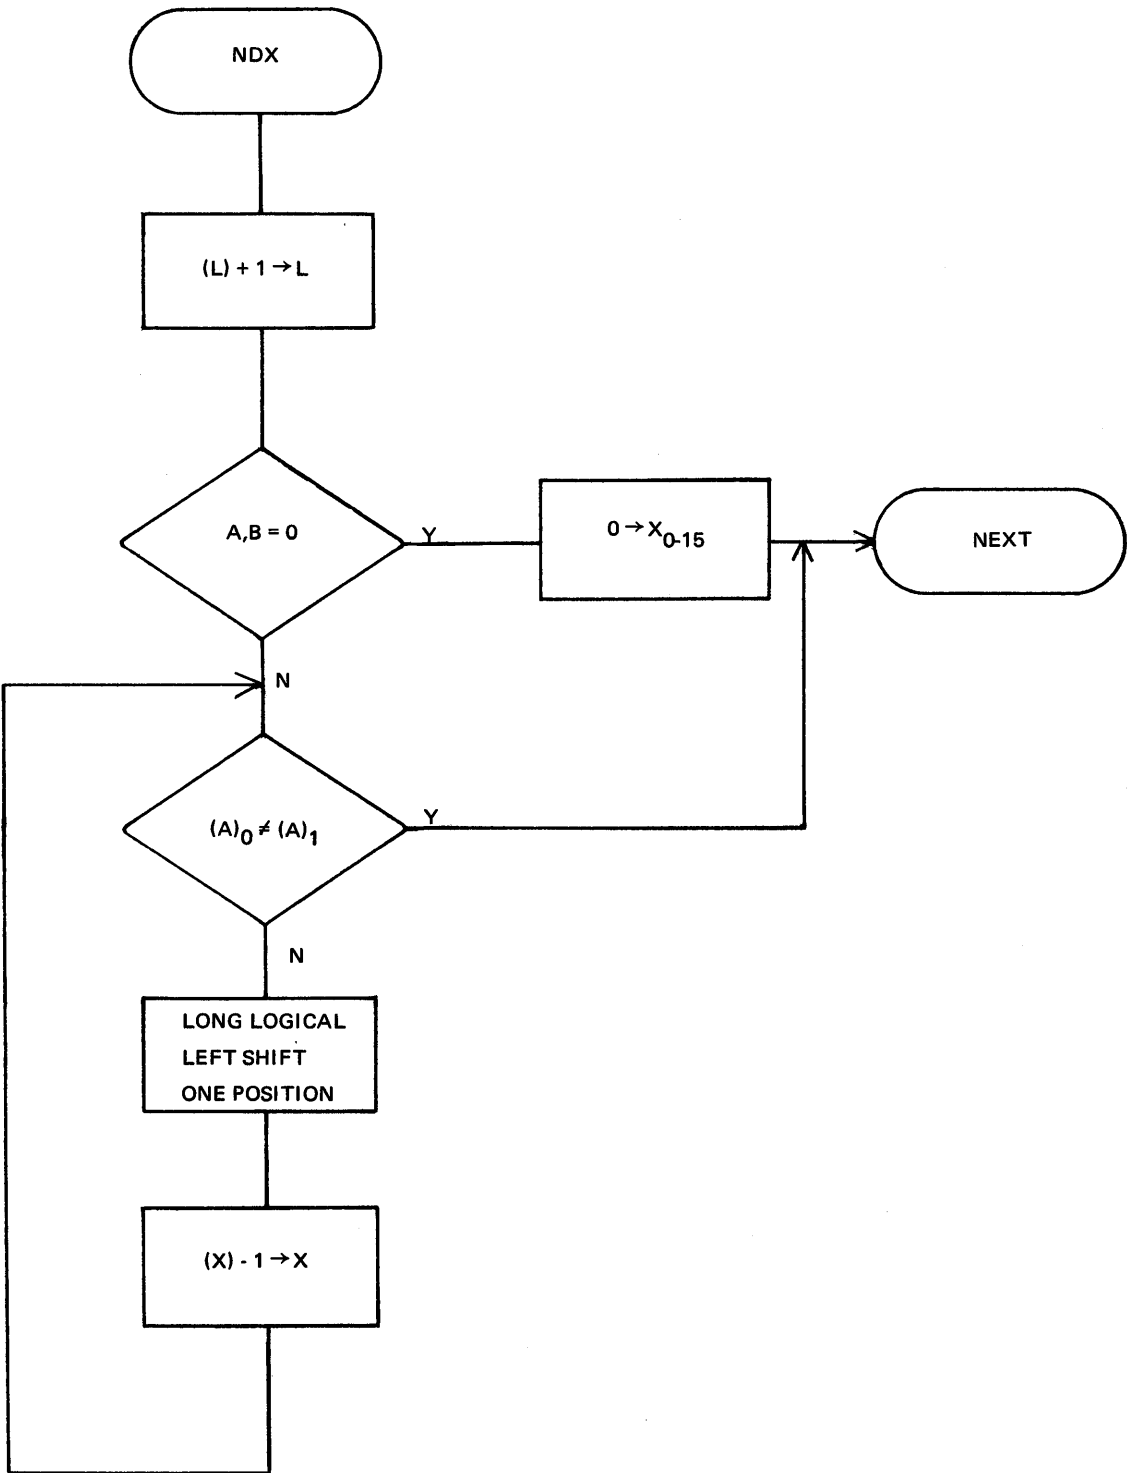 NDX
(L) + 1 → L
A,B = 0
Y
0 → X0-15
NEXT
N
(A)0 ≠ (A)1
Y
N
LONG LOGICAL
LEFT SHIFT
ONE POSITION
(X) - 1 → X